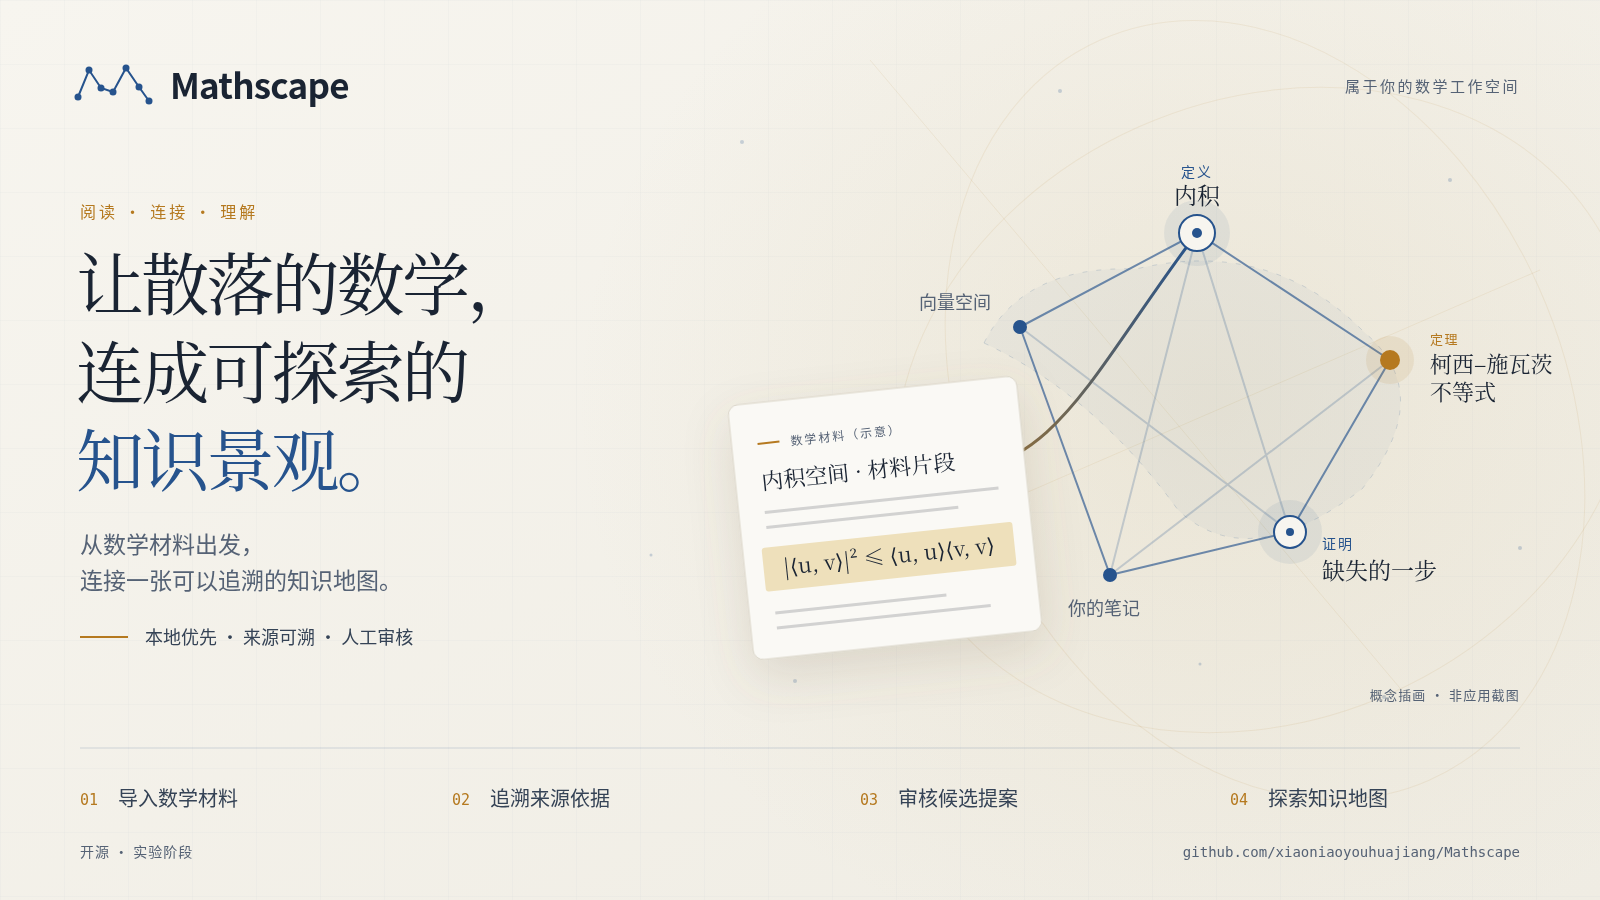 Mathscape
属于你的数学工作空间
阅读 · 连接 · 理解
让散落的数学，
连成可探索的
知识景观。
从数学材料出发，
连接一张可以追溯的知识地图。
本地优先 · 来源可溯 · 人工审核
定义
内积
向量空间
定理
柯西–施瓦茨
不等式
数学材料（示意）
内积空间 · 材料片段
|⟨u, v⟩|² ⩽ ⟨u, u⟩⟨v, v⟩
证明
缺失的一步
你的笔记
概念插画 · 非应用截图
01 导入数学材料
02 追溯来源依据
03 审核候选提案
04 探索知识地图
开源 · 实验阶段
github.com/xiaoniaoyouhuajiang/Mathscape